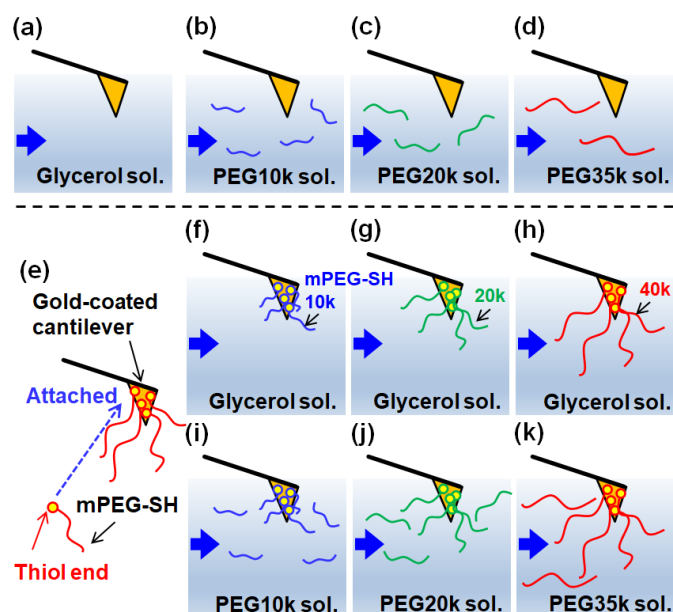 (a)
(b)
(c)
(d)
Glycerol sol.
PEG10k sol.
PEG20k sol.
PEG35k sol.
(e)
(f)
(g)
(h)
Gold-coated
cantilever
Attached
mPEG-SH
Thiol end
mPEG-SH
10k
20k
40k
Glycerol sol.
Glycerol sol.
Glycerol sol.
(i)
(j)
(k)
PEG10k sol.
PEG20k sol.
PEG35k sol.